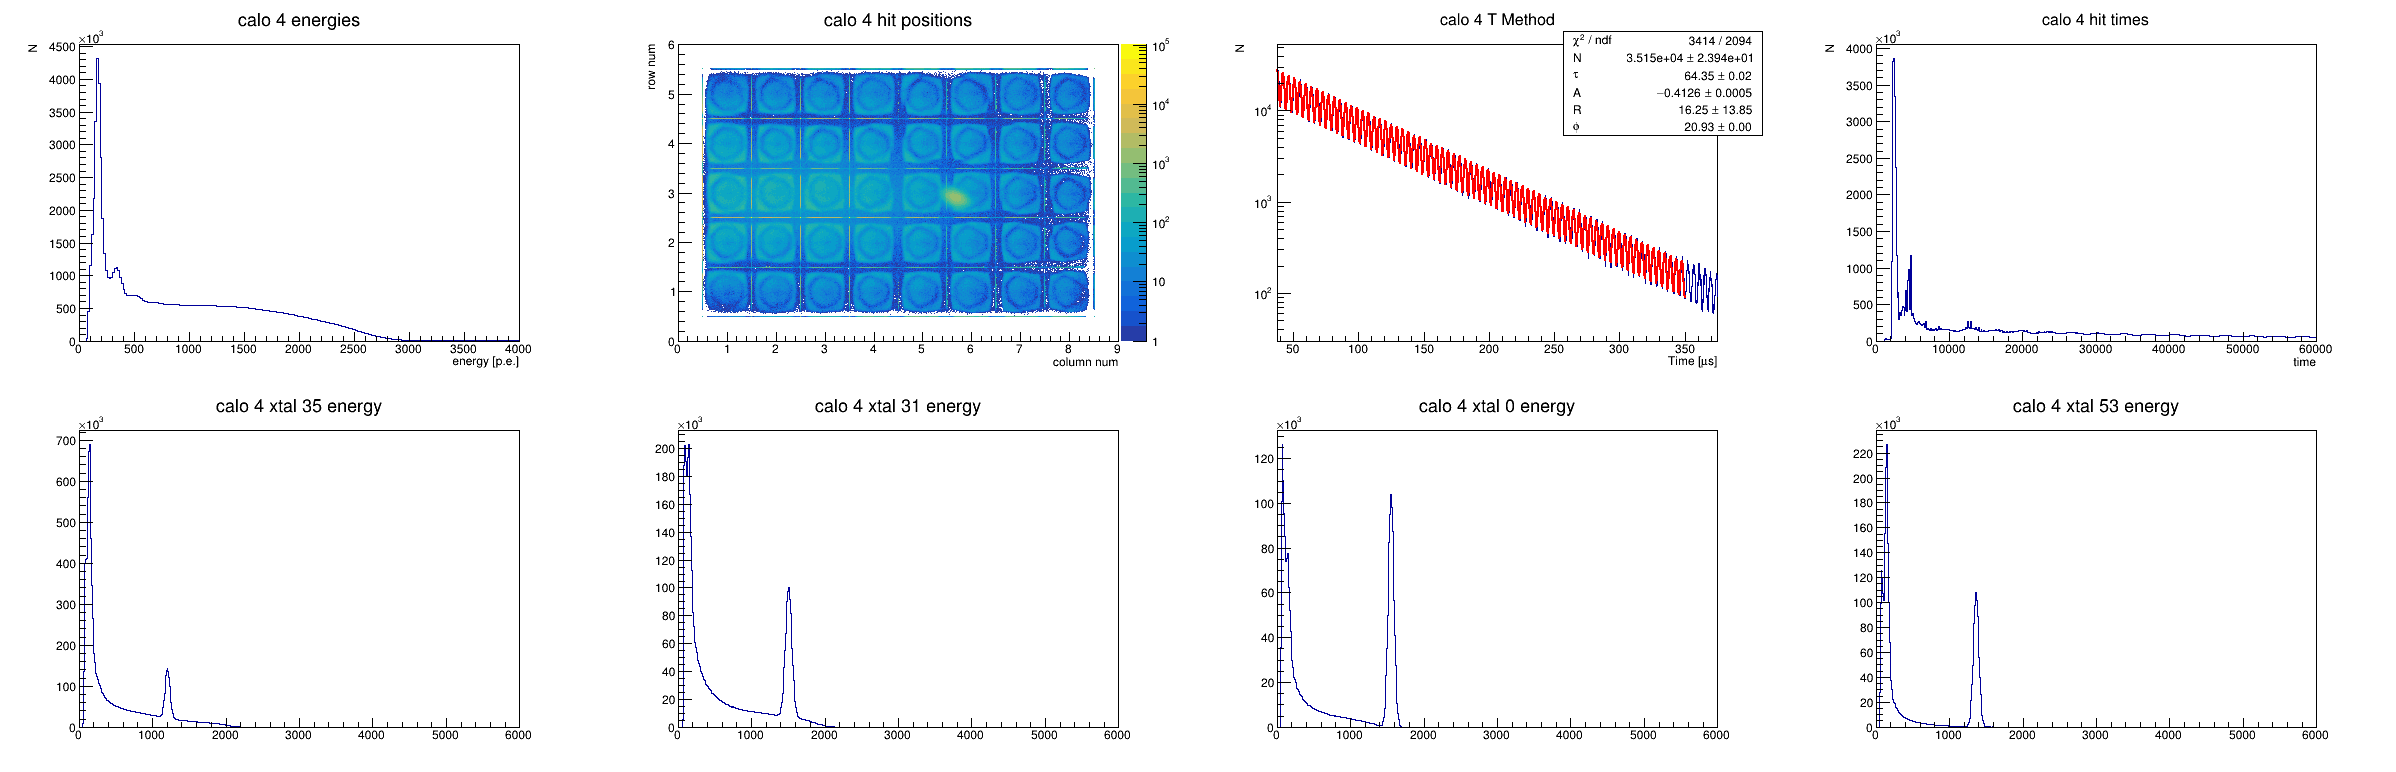 calo 4 energies
N
×10³
4500
4000
3500
3000
2500
2000
1500
1000
500
0
0 500 1000 1500 2000 2500 3000 3500 4000
energy [p.e.]
calo 4 hit positions
row num
6
5
4
3
2
1
0
0 1 2 3 4 5 6 7 8 9
column num
10⁵
10⁴
10³
10²
10
1
calo 4 T Method
N
χ² / ndf 3414 / 2094
N 3.515e+04 ± 2.394e+01
τ 64.35 ± 0.02
A −0.4126 ± 0.0005
R 16.25 ± 13.85
ϕ 20.93 ± 0.00
10⁴
10³
10²
50 100 150 200 250 300 350
Time [μs]
calo 4 hit times
N
×10³
4000
3500
3000
2500
2000
1500
1000
500
0
0 10000 20000 30000 40000 50000 60000
time
calo 4 xtal 35 energy
×10³
700
600
500
400
300
200
100
0
0 1000 2000 3000 4000 5000 6000
calo 4 xtal 31 energy
×10³
200
180
160
140
120
100
80
60
40
20
0
0 1000 2000 3000 4000 5000 6000
calo 4 xtal 0 energy
×10³
120
100
80
60
40
20
0
0 1000 2000 3000 4000 5000 6000
calo 4 xtal 53 energy
×10³
220
200
180
160
140
120
100
80
60
40
20
0
0 1000 2000 3000 4000 5000 6000